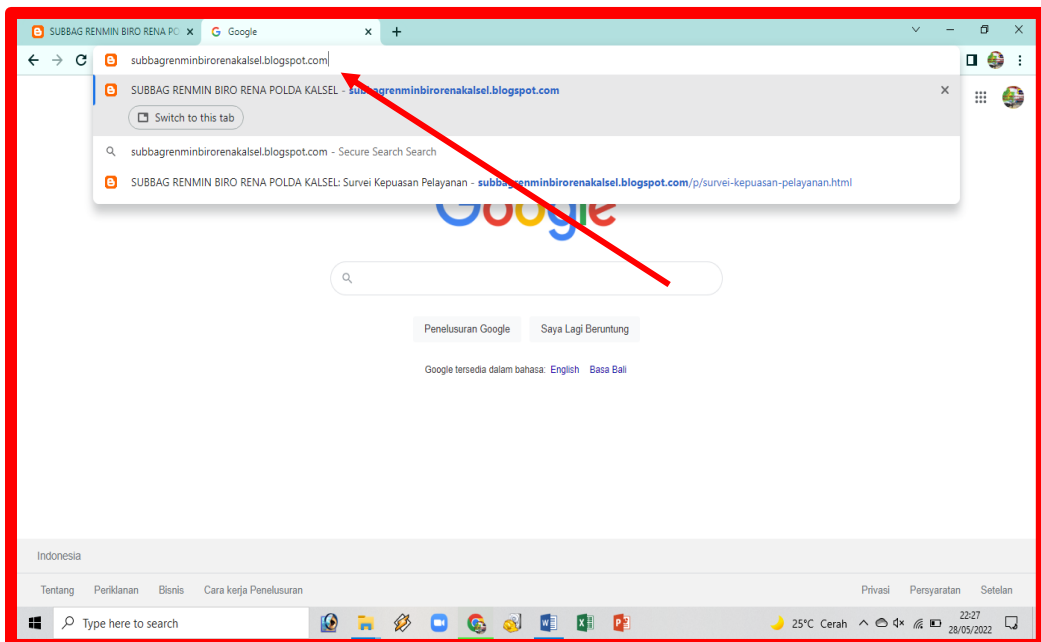 SUBBAG RENMIN BIRO RENA PO
Google
subbagrenminbirorenakalsel.blogspot.com
SUBBAG RENMIN BIRO RENA POLDA KALSEL - subbagrenminbirorenakalsel.blogspot.com
Switch to this tab
subbagrenminbirorenakalsel.blogspot.com - Secure Search Search
SUBBAG RENMIN BIRO RENA POLDA KALSEL: Survei Kepuasan Pelayanan - subbagrenminbirorenakalsel.blogspot.com/p/survei-kepuasan-pelayanan.html
Google
Penelusuran Google Saya Lagi Beruntung
Google tersedia dalam bahasa: English Basa Bali
Indonesia
Tentang Periklanan Bisnis Cara kerja Penelusuran Privasi Persyaratan Setelan
Type here to search 25°C Cerah 22:27
28/05/2022